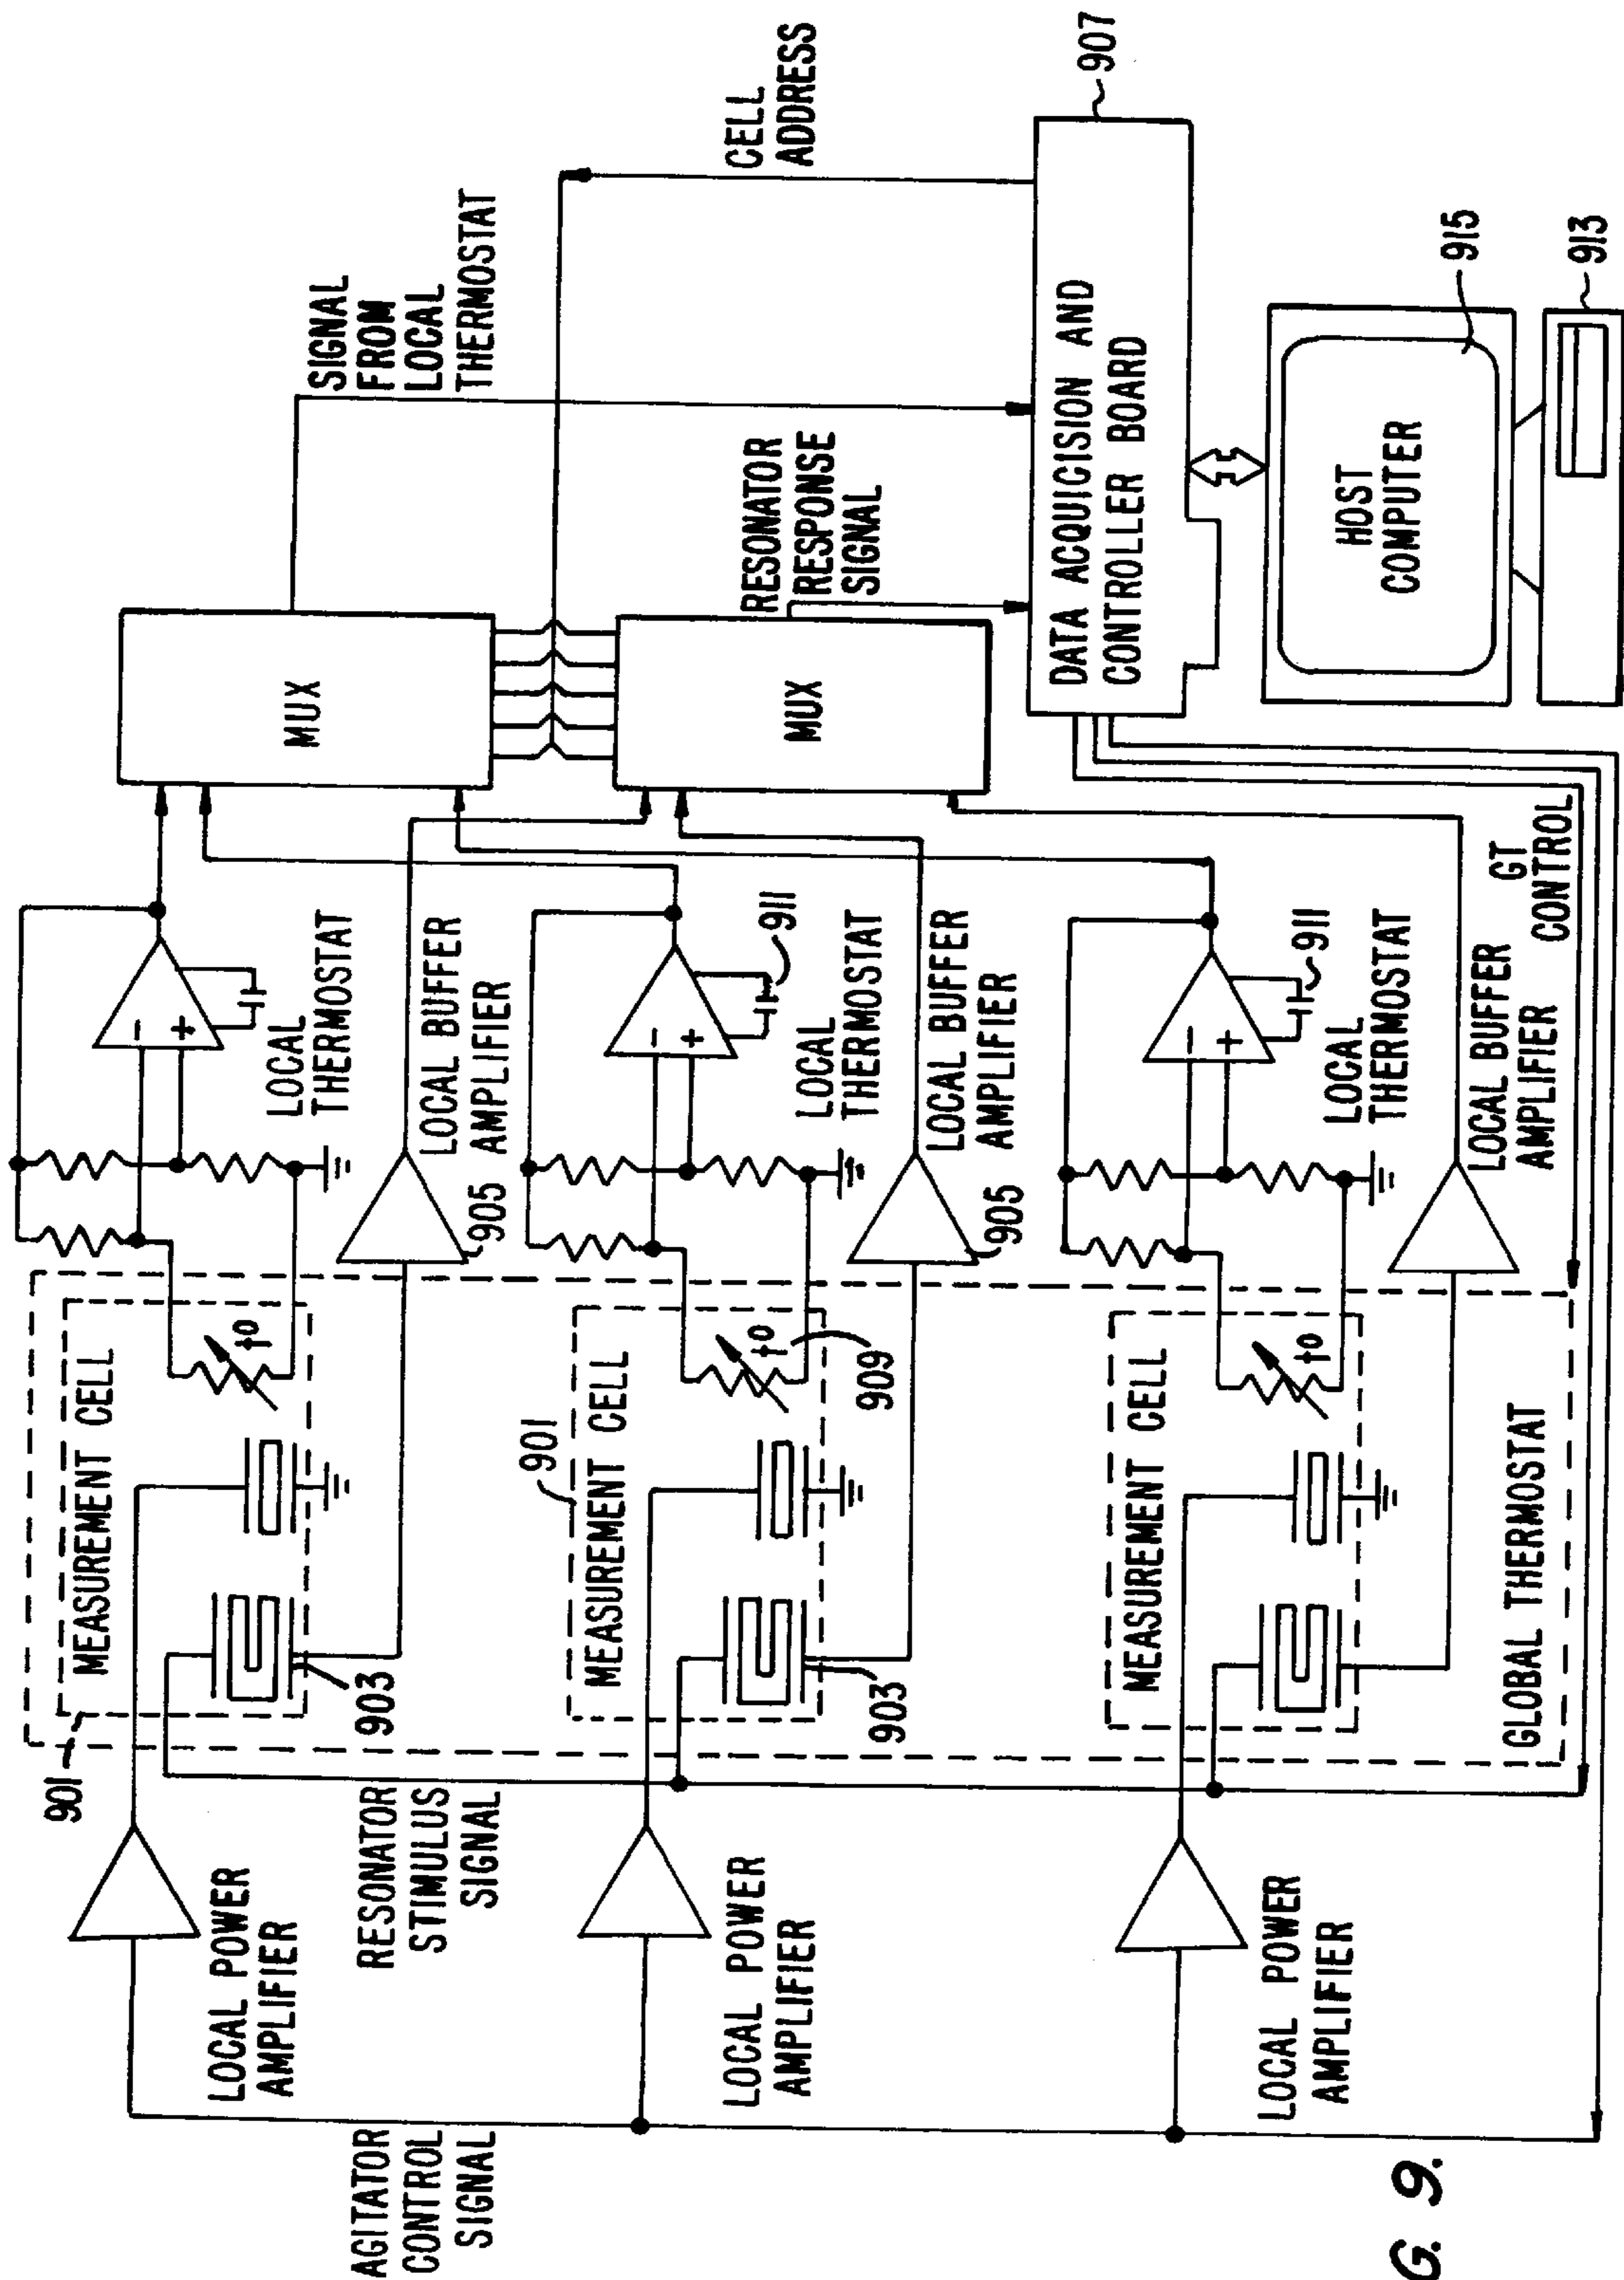 AGITATOR
CONTROL
SIGNAL
LOCAL POWER
AMPLIFIER
LOCAL POWER
AMPLIFIER
LOCAL POWER
AMPLIFIER
RESONATOR
STIMULUS
SIGNAL
901
MEASUREMENT CELL
903
t°
901
MEASUREMENT CELL
903
t°
909
MEASUREMENT CELL
t°
GLOBAL THERMOSTAT
-
+
LOCAL
THERMOSTAT
905
LOCAL BUFFER
AMPLIFIER
-
+
911
LOCAL
THERMOSTAT
905
LOCAL BUFFER
AMPLIFIER
-
+
911
LOCAL
THERMOSTAT
LOCAL BUFFER
AMPLIFIER
GT
CONTROL
MUX
MUX
SIGNAL
FROM
LOCAL
THERMOSTAT
RESONATOR
RESPONSE
SIGNAL
CELL
ADDRESS
DATA ACQUICISION AND
CONTROLLER BOARD
907
HOST
COMPUTER
915
913
G. 9.